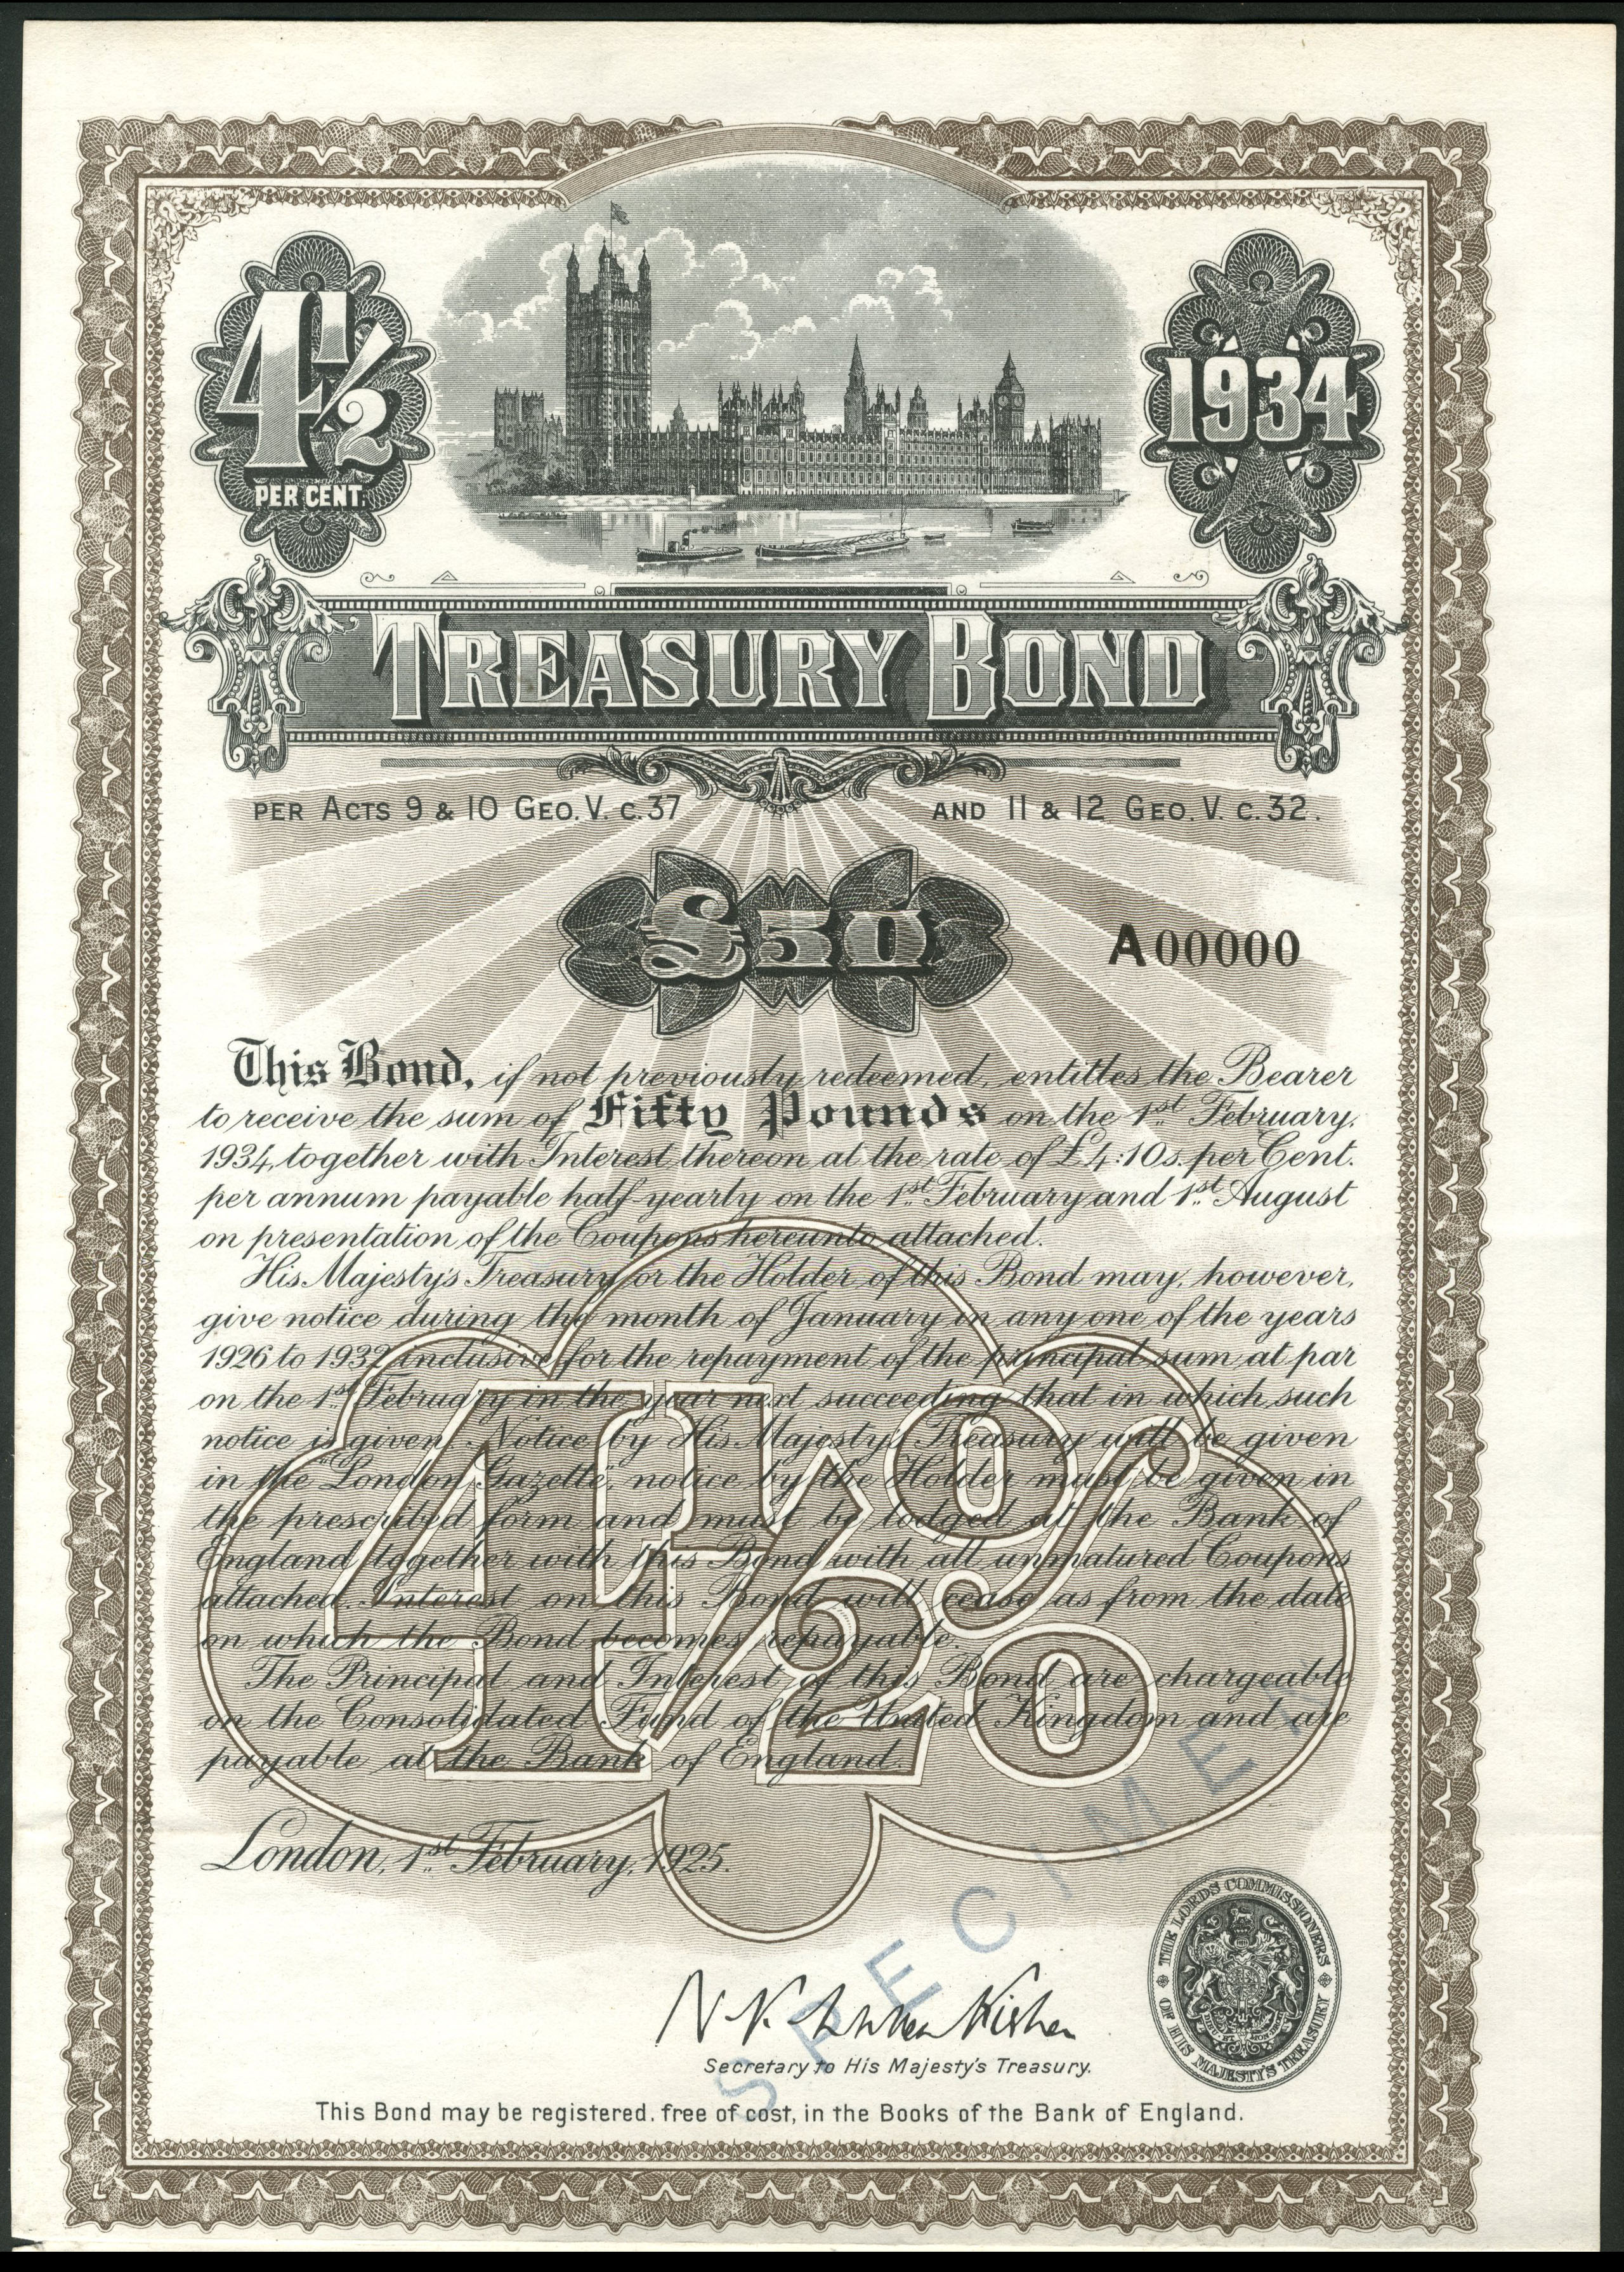 4½
PER CENT.
1934
TREASURY BOND
PER ACTS 9 & 10 GEO. V. c. 37 AND 11 & 12 GEO. V. c. 32.
£50
A00000
This Bond, if not previously redeemed, entitles the Bearer
to receive the sum of Fifty Pounds on the 1st February,
1934, together with Interest thereon at the rate of £4:10s. per Cent.
per annum payable half-yearly on the 1st February and 1st August
on presentation of the Coupons hereunto attached.
His Majesty's Treasury or the Holder of this Bond may, however,
give notice during the month of January in any one of the years
1926 to 1932 inclusive for the repayment of the principal sum at par
on the 1st February in the year next succeeding that in which such
notice is given. Notice by His Majesty's Treasury will be given
in the "London Gazette," notice by the Holder must be given in
the prescribed form and must be lodged at the Bank of
England together with this Bond with all unmatured Coupons
attached. Interest on this Bond will cease as from the date
on which the Bond becomes repayable.
The Principal and Interest of this Bond are chargeable
on the Consolidated Fund of the United Kingdom and are
payable at the Bank of England.
4½%
London, 1st February, 1925.
SPECIMEN
THE LORDS COMMISSIONERS OF HIS MAJESTY'S TREASURY
Secretary to His Majesty's Treasury.
This Bond may be registered, free of cost, in the Books of the Bank of England.